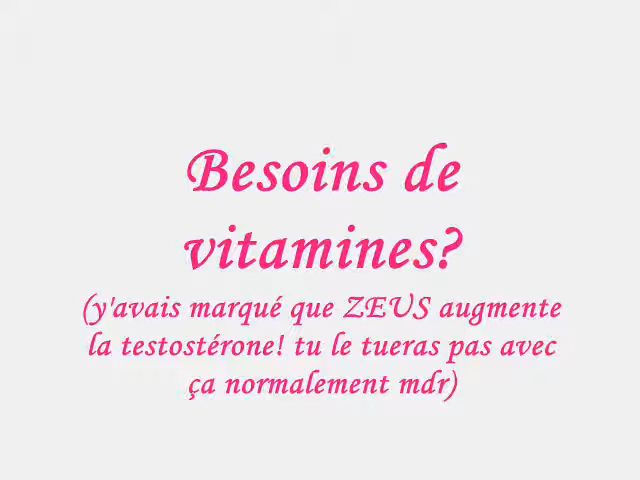 Besoins de
vitamines?
(y'avais marqué que ZEUS augmente
la testostérone! tu le tueras pas avec
ça normalement mdr)